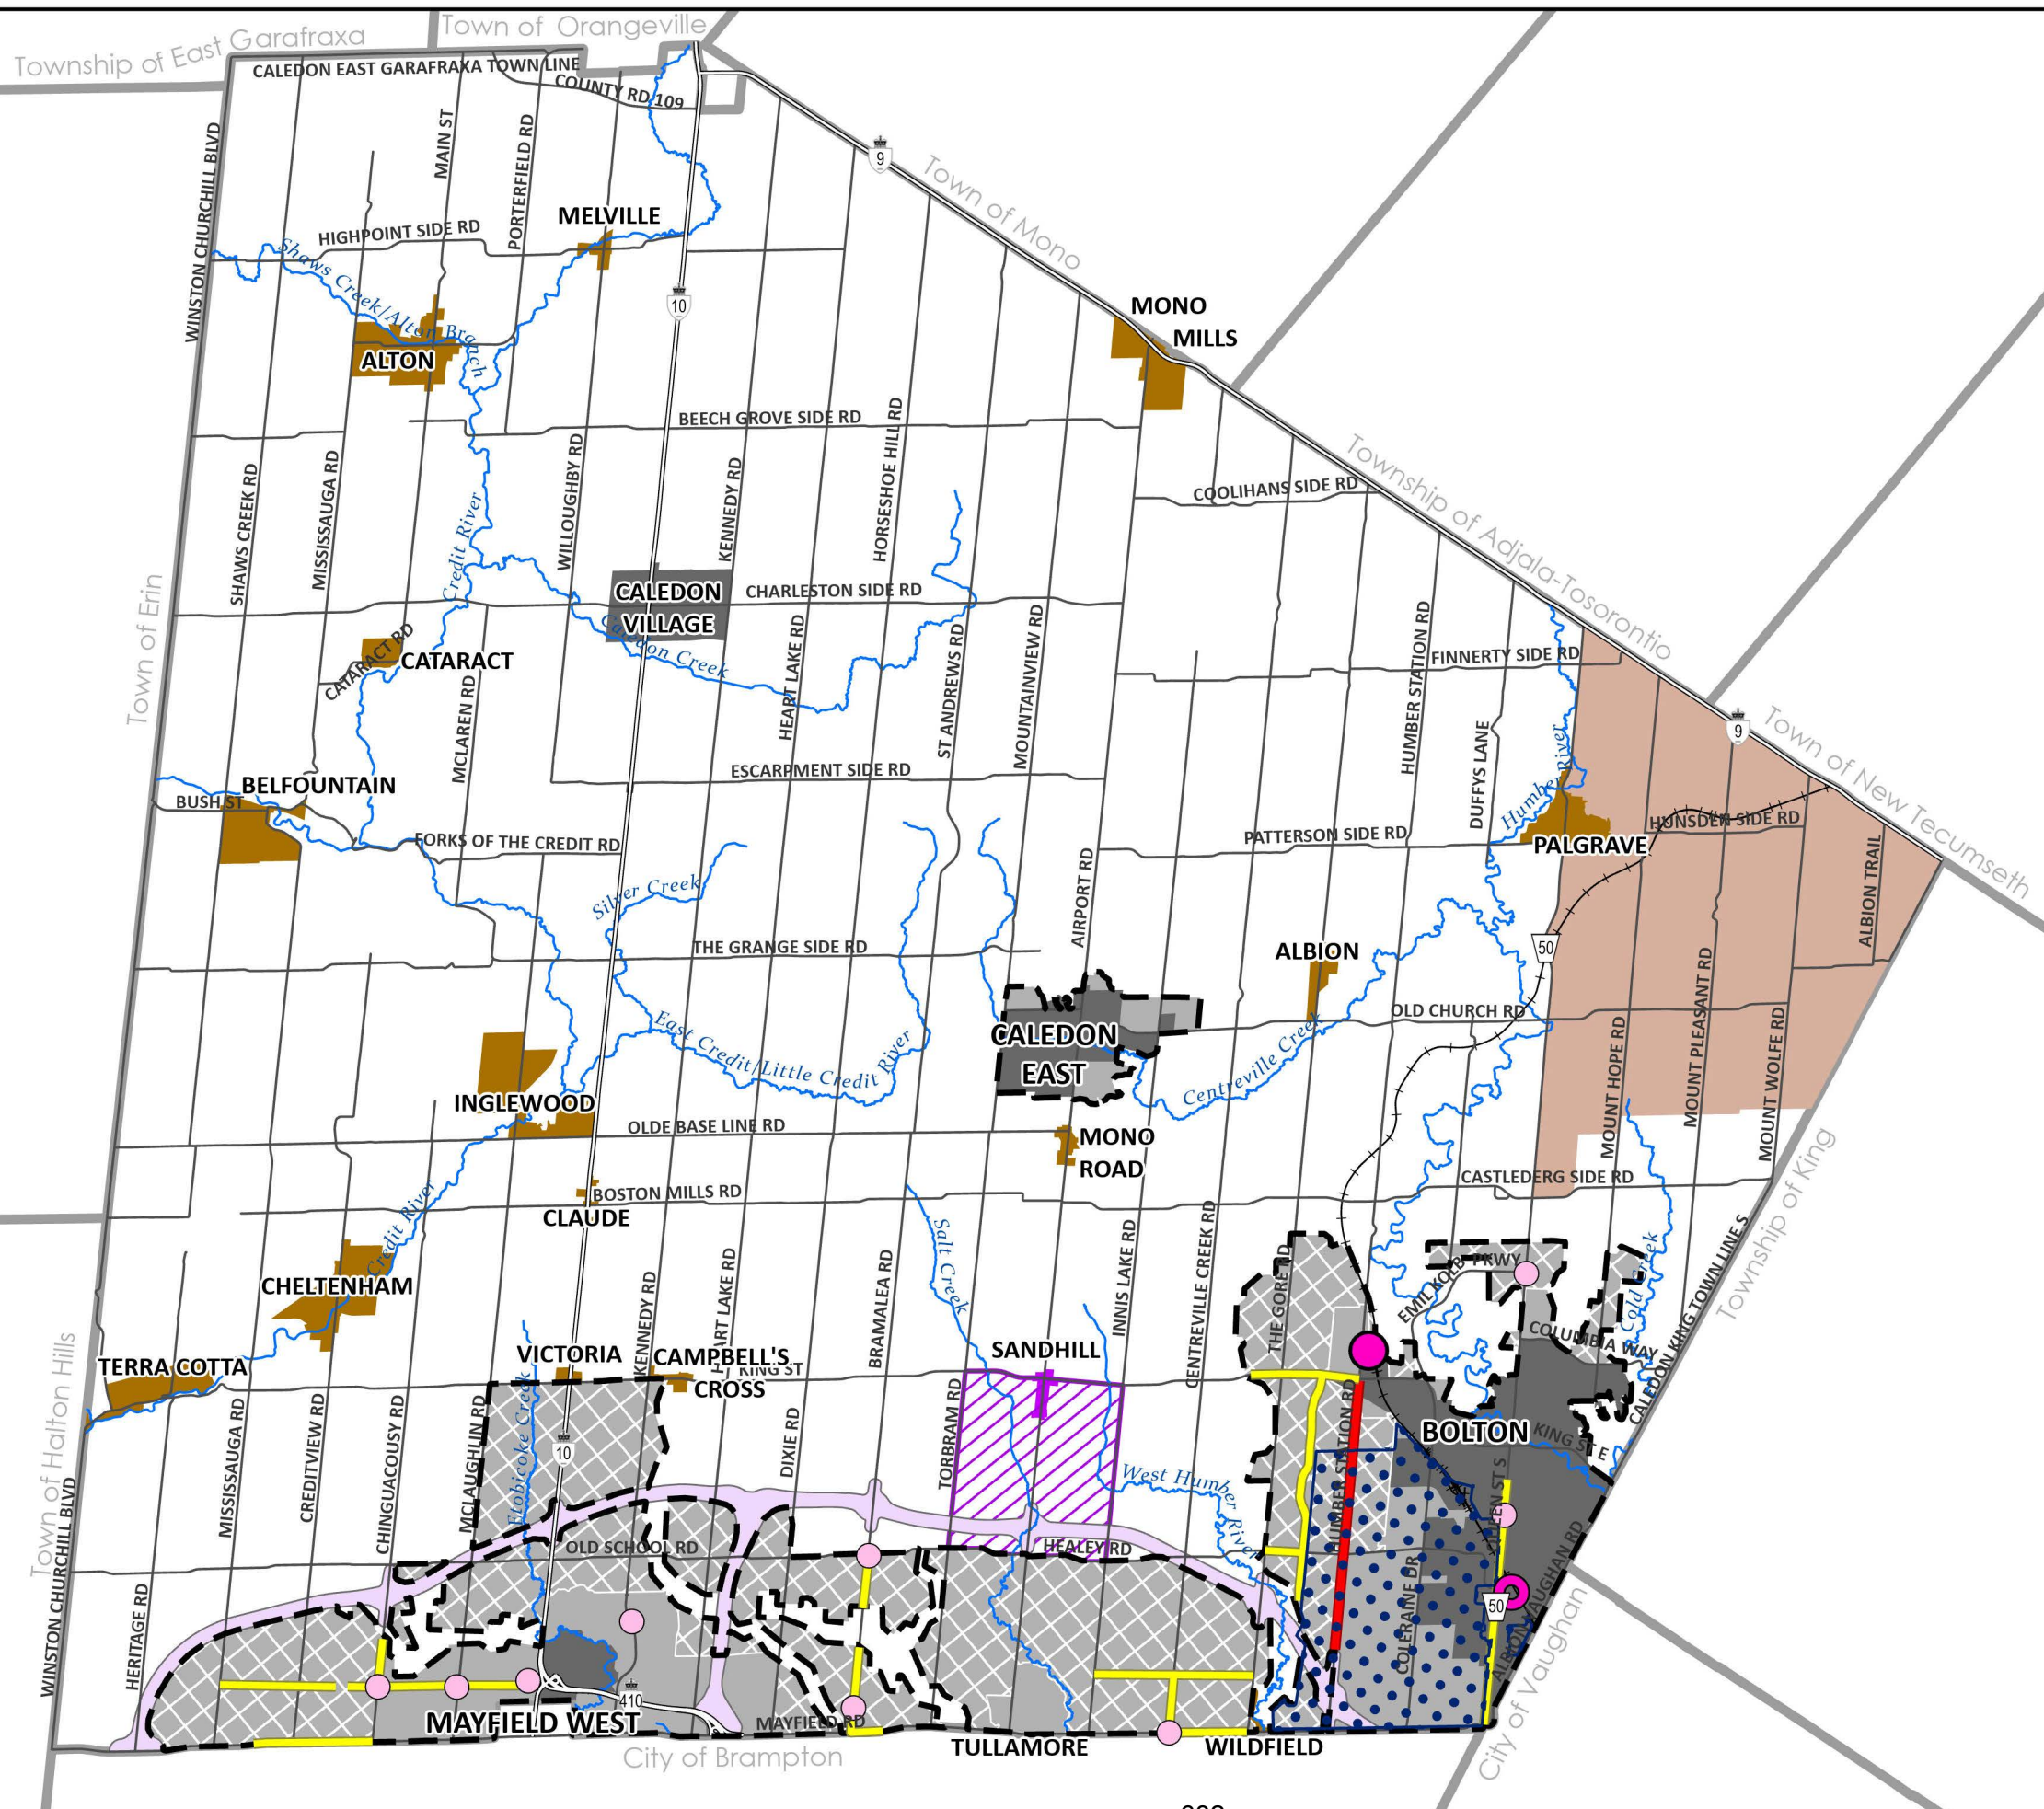 Town of Orangeville
Township of East Garafraxa
CALEDON EAST GARAFRAXA TOWN LINE
COUNTY RD 109
WINSTON CHURCHILL BLVD
MAIN ST
PORTERFIELD RD
9
Town of Mono
MELVILLE
HIGHPOINT SIDE RD
Shaws Creek/Alton Branch
10
MONO
MILLS
ALTON
BEECH GROVE SIDE RD
HORSESHOE HILL RD
WILLOUGHBY RD
KENNEDY RD
SHAWS CREEK RD
MISSISSAUGA RD
Credit River
COOLIHANS SIDE RD
Township of Adjala-Tosorontio
Town of Erin
CALEDON
VILLAGE
CHARLESTON SIDE RD
Caledon Creek
CATARACT RD
CATARACT
MCLAREN RD
HEART LAKE RD
ST ANDREWS RD
MOUNTAINVIEW RD
HUMBER STATION RD
FINNERTY SIDE RD
DUFFYS LANE
Humber River
9
Town of New Tecumseth
ESCARPMENT SIDE RD
BELFOUNTAIN
BUSH ST
FORKS OF THE CREDIT RD
PATTERSON SIDE RD
PALGRAVE
HUNSDEN SIDE RD
ALBION TRAIL
Silver Creek
AIRPORT RD
THE GRANGE SIDE RD
ALBION
50
MOUNT PLEASANT RD
OLD CHURCH RD
CALEDON
EAST
East Credit/Little Credit River
Centreville Creek
MOUNT HOPE RD
MOUNT WOLFE RD
INGLEWOOD
OLDE BASE LINE RD
MONO
ROAD
Township of King
CASTLEDERG SIDE RD
BOSTON MILLS RD
CLAUDE
Credit River
Salt Creek
INNIS LAKE RD
CENTREVILLE CREEK RD
THE GORE RD
EMIL KOLB PKWY
Cold Creek
CALEDON KING TOWN LINE S
COLUMBIA WAY
CHELTENHAM
KENNEDY RD
HEART LAKE RD
BRAMALEA RD
Town of Halton Hills
TERRA COTTA
VICTORIA
CAMPBELL'S
CROSS
KING ST
SANDHILL
BOLTON
KING ST E
MISSISSAUGA RD
CREDITVIEW RD
CHINGUACOUSY RD
MCLAUGHLIN RD
Etobicoke Creek
10
DIXIE RD
TORBRAM RD
West Humber River
HUMBER STATION RD
QUEEN S
OLD SCHOOL RD
HEALEY RD
WINSTON CHURCHILL BLVD
HERITAGE RD
COLERAINE DR
50
ALBION VAUGHAN RD
City of Vaughan
410
MAYFIELD WEST
MAYFIELD RD
City of Brampton
TULLAMORE
WILDFIELD